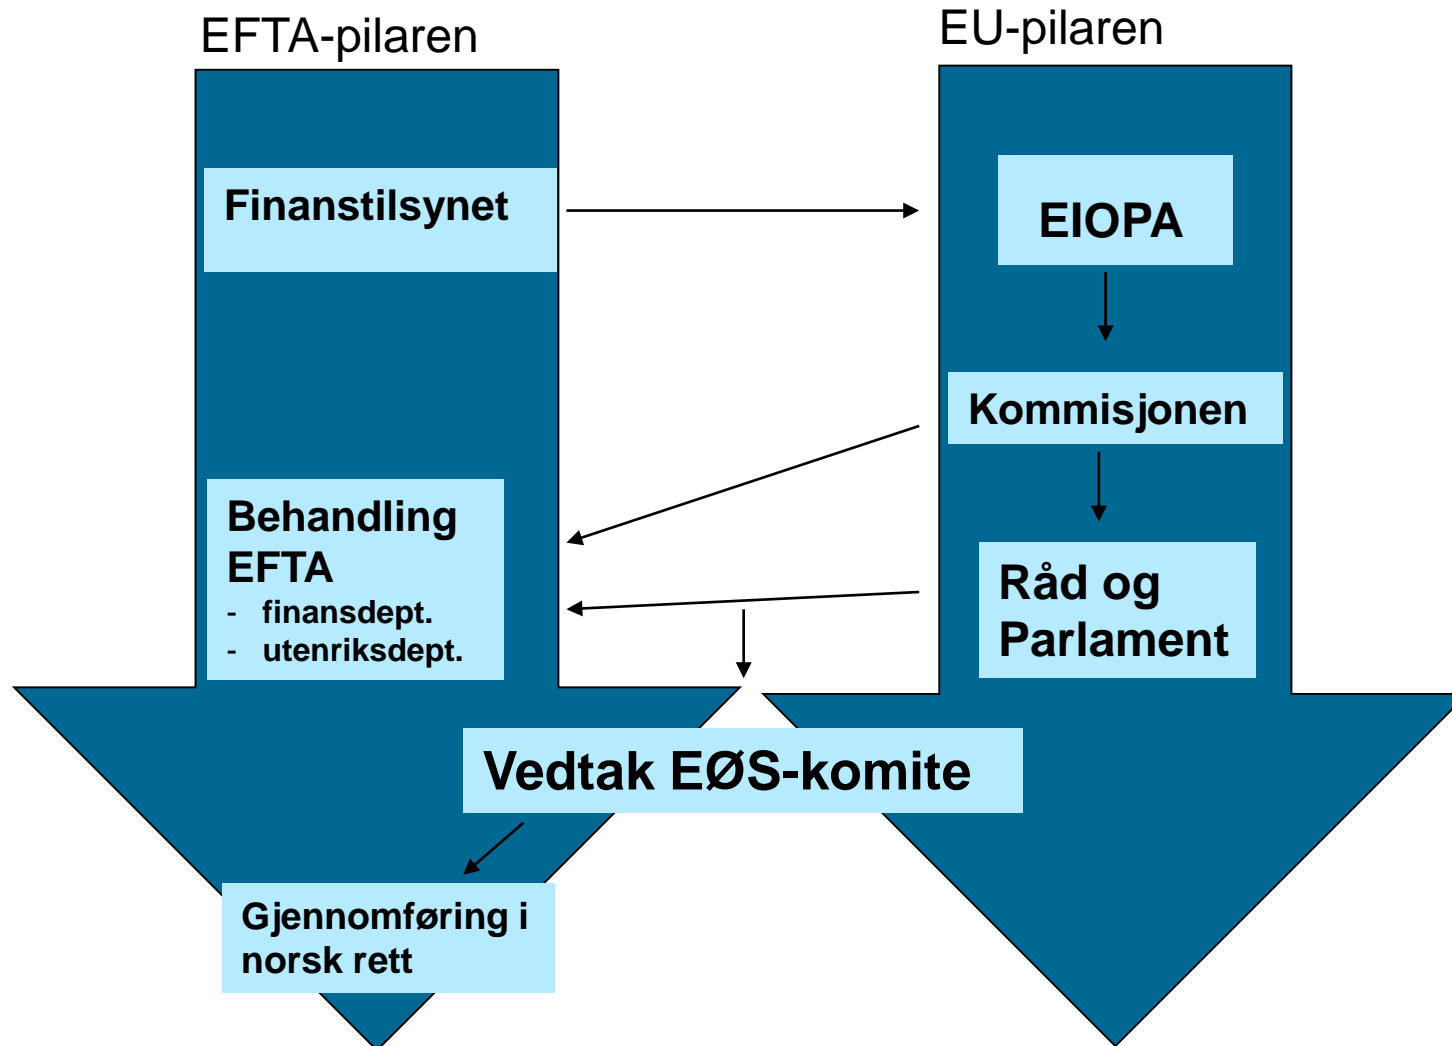 EFTA-pilaren
EU-pilaren
Finanstilsynet
EIOPA
Kommisjonen
Behandling
EFTA
- finansdept.
- utenriksdept.
Råd og
Parlament
Vedtak EØS-komite
Gjennomføring i
norsk rett